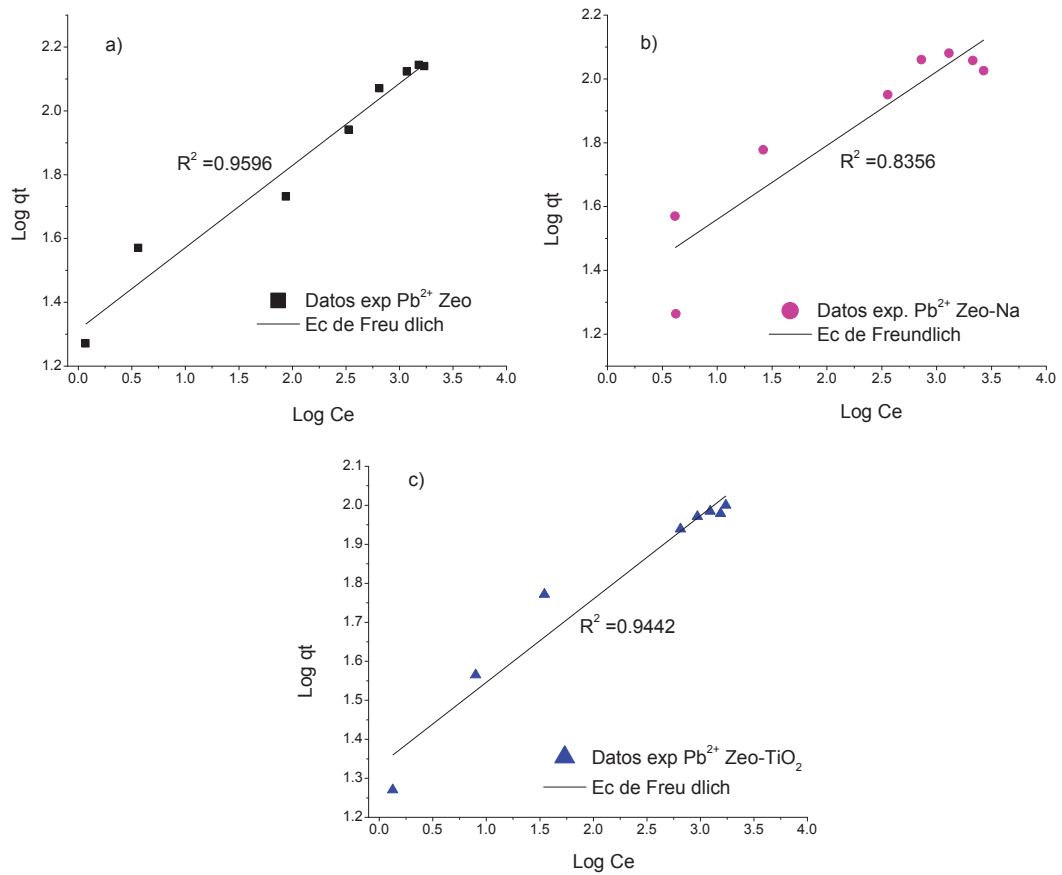 a)
2.2
2.0
1.8
1.6
1.4
1.2
Log qt
R² =0.9596
Datos exp Pb²⁺ Zeo
Ec de Freu dlich
0.0 0.5 1.0 1.5 2.0 2.5 3.0 3.5 4.0
Log Ce
b)
2.2
2.0
1.8
1.6
1.4
1.2
Log qt
R² =0.8356
Datos exp. Pb²⁺ Zeo-Na
Ec de Freundlich
0.0 0.5 1.0 1.5 2.0 2.5 3.0 3.5 4.0
Log Ce
c)
2.1
2.0
1.9
1.8
1.7
1.6
1.5
1.4
1.3
1.2
Log qt
R² =0.9442
Datos exp Pb²⁺ Zeo-TiO₂
Ec de Freu dlich
0.0 0.5 1.0 1.5 2.0 2.5 3.0 3.5 4.0
Log Ce